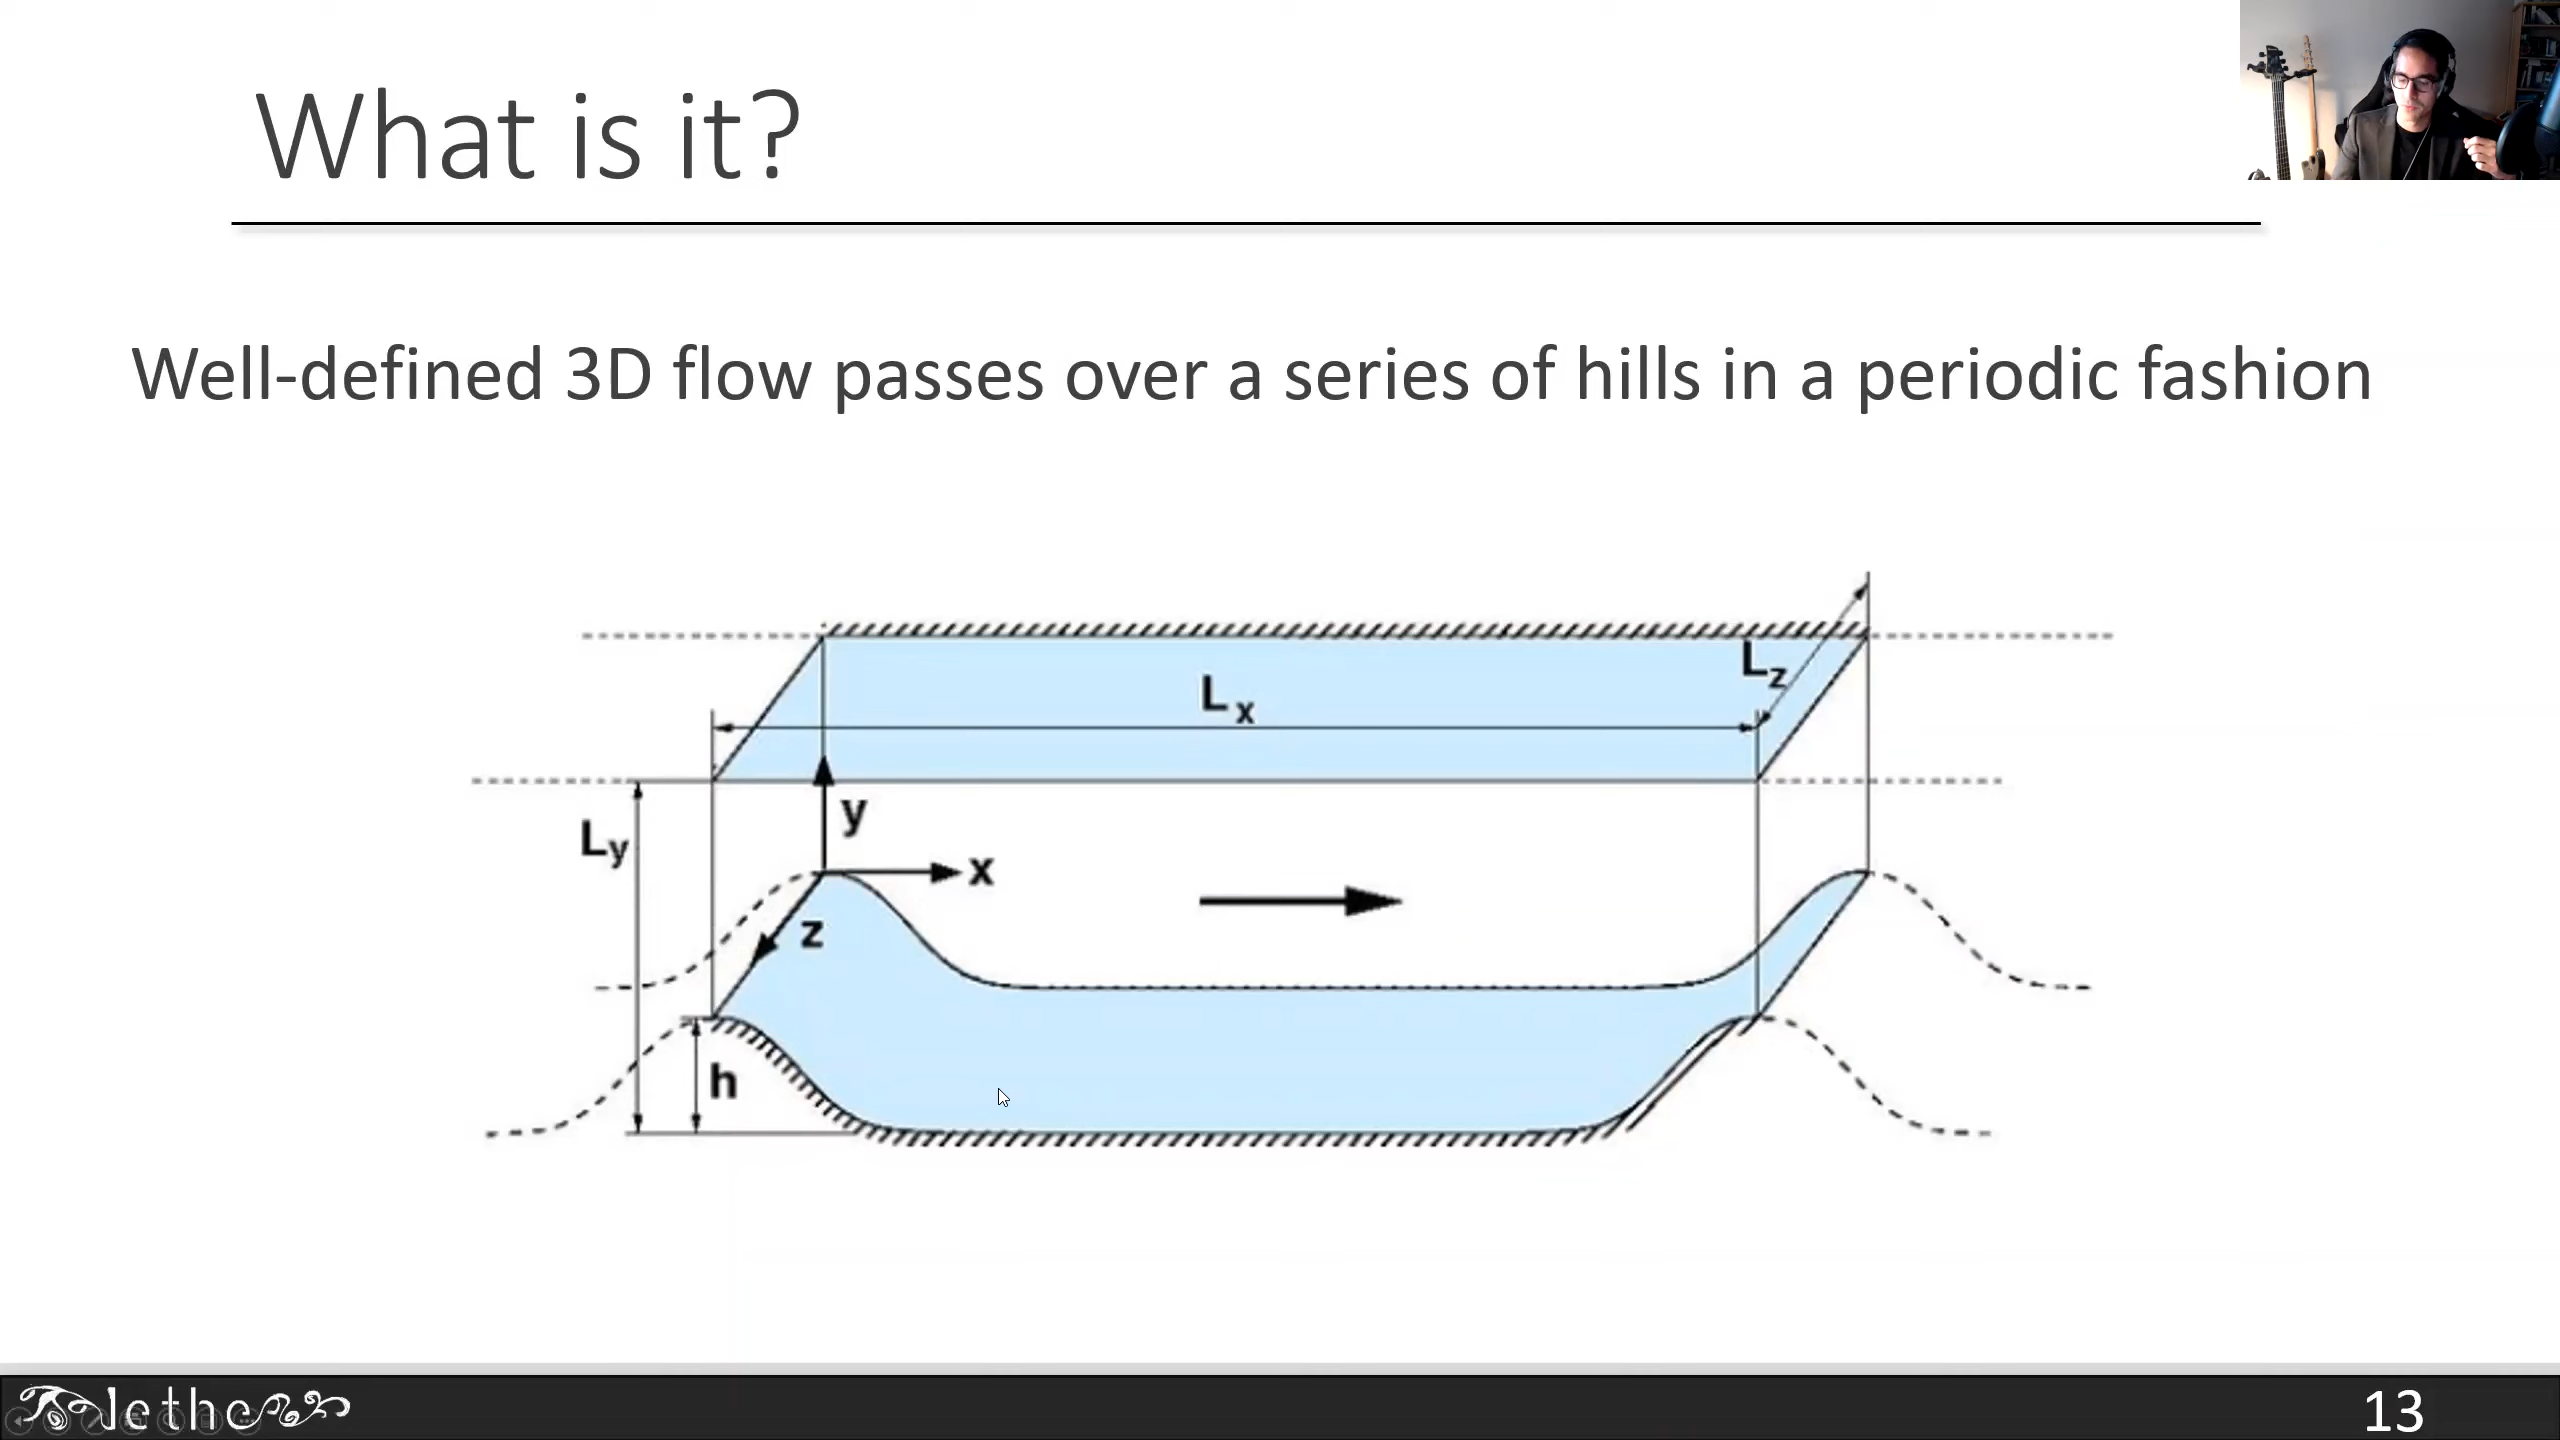 What is it?
Well-defined 3D flow passes over a series of hills in a periodic fashion
Lz
Lx
y
Ly
x
z
h
lethe
13